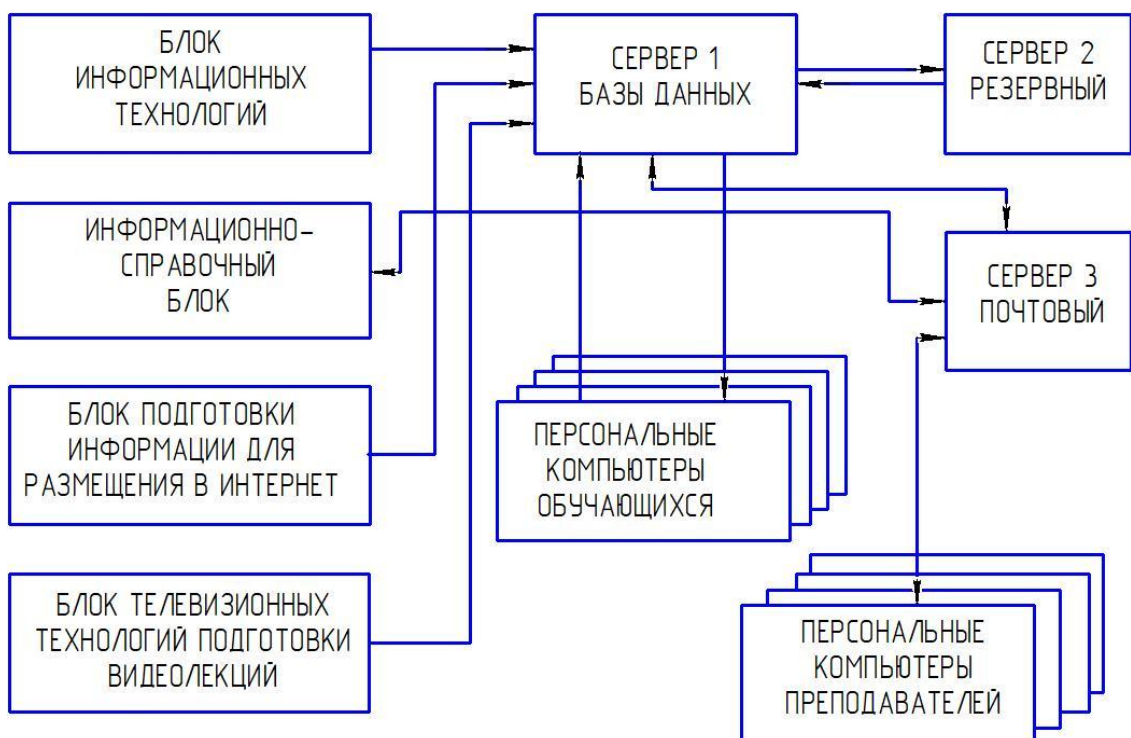 БЛОК
ИНФОРМАЦИОННЫХ
ТЕХНОЛОГИЙ
СЕРВЕР 1
БАЗЫ ДАННЫХ
СЕРВЕР 2
РЕЗЕРВНЫЙ
ИНФОРМАЦИОННО-
СПРАВОЧНЫЙ
БЛОК
СЕРВЕР 3
ПОЧТОВЫЙ
БЛОК ПОДГОТОВКИ
ИНФОРМАЦИИ ДЛЯ
РАЗМЕЩЕНИЯ В ИНТЕРНЕТ
ПЕРСОНАЛЬНЫЕ
КОМПЬЮТЕРЫ
ОБУЧАЮЩИХСЯ
БЛОК ТЕЛЕВИЗИОННЫХ
ТЕХНОЛОГИЙ ПОДГОТОВКИ
ВИДЕОЛЕКЦИЙ
ПЕРСОНАЛЬНЫЕ
КОМПЬЮТЕРЫ
ПРЕПОДАВАТЕЛЕЙ